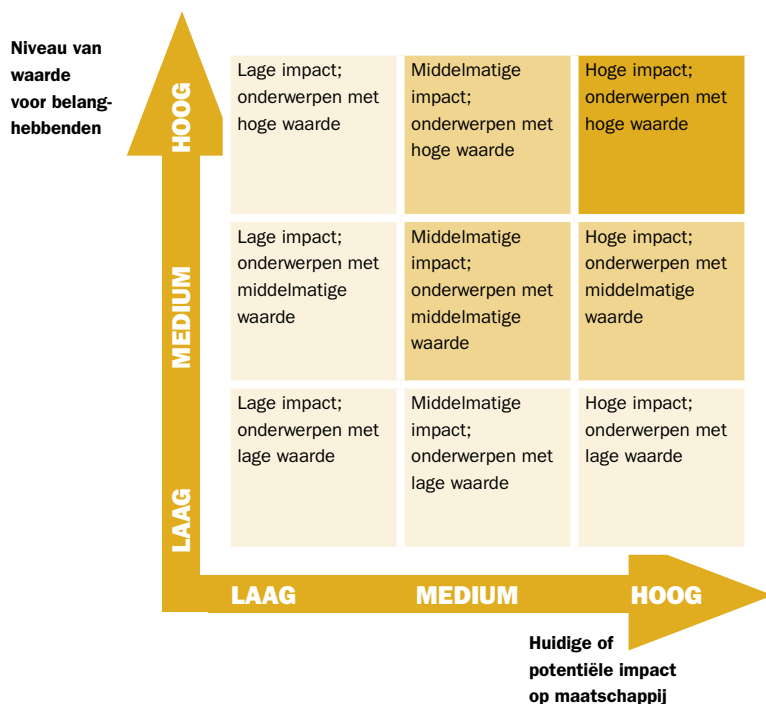 Niveau van
waarde
voor belang-
hebbenden
HOOG
MEDIUM
LAAG
Lage impact;
onderwerpen met
hoge waarde
Middelmatige
impact;
onderwerpen met
hoge waarde
Hoge impact;
onderwerpen met
hoge waarde
Lage impact;
onderwerpen met
middelmatige
waarde
Middelmatige
impact;
onderwerpen met
middelmatige
waarde
Hoge impact;
onderwerpen met
middelmatige
waarde
Lage impact;
onderwerpen met
lage waarde
Middelmatige
impact;
onderwerpen met
lage waarde
Hoge impact;
onderwerpen met
lage waarde
LAAG
MEDIUM
HOOG
Huidige of
potentiële impact
op maatschappij